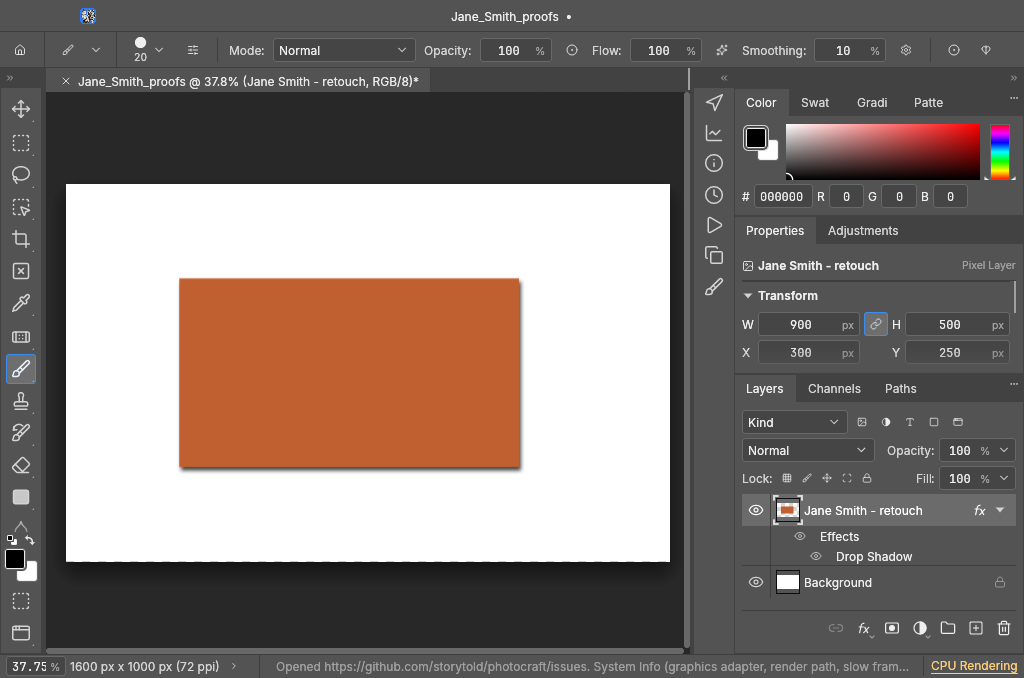 Jane_Smith_proofs •
20
Mode: Normal Opacity: 100 % Flow: 100 % Smoothing: 10 %
» « »
Jane_Smith_proofs @ 37.8% (Jane Smith - retouch, RGB/8)*
Color Swat Gradi Patte
# 000000 R 0 G 0 B 0
Properties Adjustments
Jane Smith - retouch Pixel Layer
Transform
W 900 px H 500 px
X 300 px Y 250 px
Layers Channels Paths
Kind
T
Normal Opacity: 100 %
Lock: Fill: 100 %
Jane Smith - retouch fx
Effects
Drop Shadow
Background
fx
37.75 % 1600 px x 1000 px (72 ppi) Opened https://github.com/storytold/photocraft/issues. System Info (graphics adapter, render path, slow fram... CPU Rendering